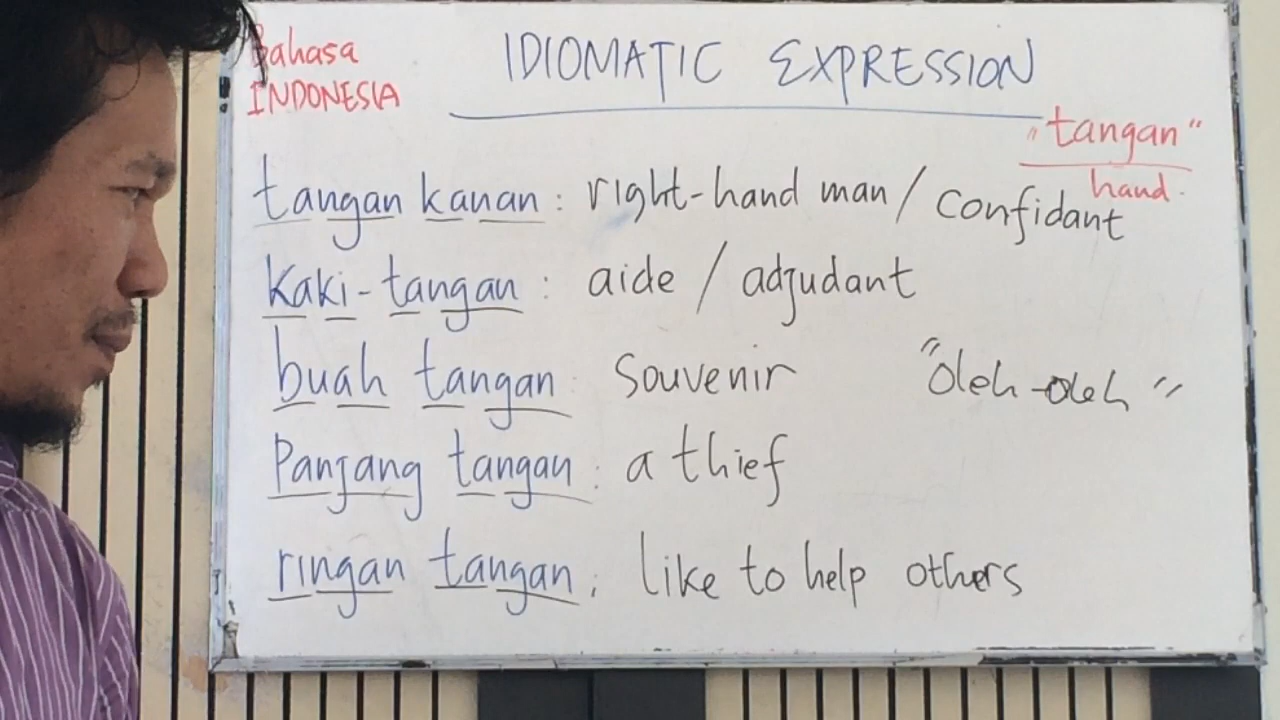 Bahasa
INDONESIA
IDIOMATIC EXPRESSION
"tangan"
hand.
tangan kanan : right-hand man / Confidant
Kaki-tangan : aide / adjudant
buah tangan : Souvenir "Oleh-oleh"
Panjang tangan : a thief
ringan tangan : like to help others